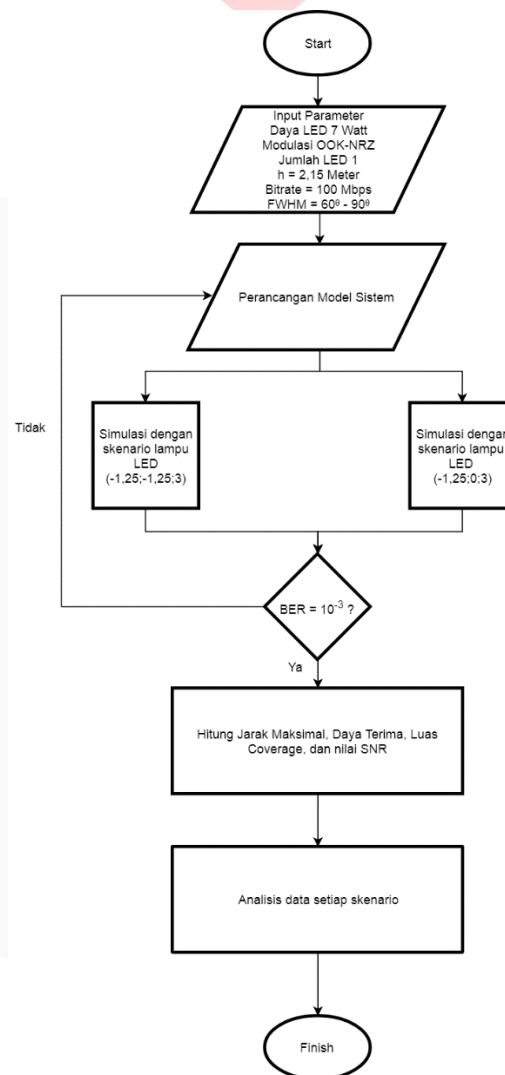 Start
Input Parameter
Daya LED 7 Watt
Modulasi OOK-NRZ
Jumlah LED 1
h = 2,15 Meter
Bitrate = 100 Mbps
FWHM = 60ᶿ - 90ᶿ
Perancangan Model Sistem
Tidak
Simulasi dengan
skenario lampu
LED
(-1,25;-1,25;3)
Simulasi dengan
skenario lampu
LED
(-1,25;0;3)
BER = 10⁻³ ?
Ya
Hitung Jarak Maksimal, Daya Terima, Luas
Coverage, dan nilai SNR
Analisis data setiap skenario
Finish